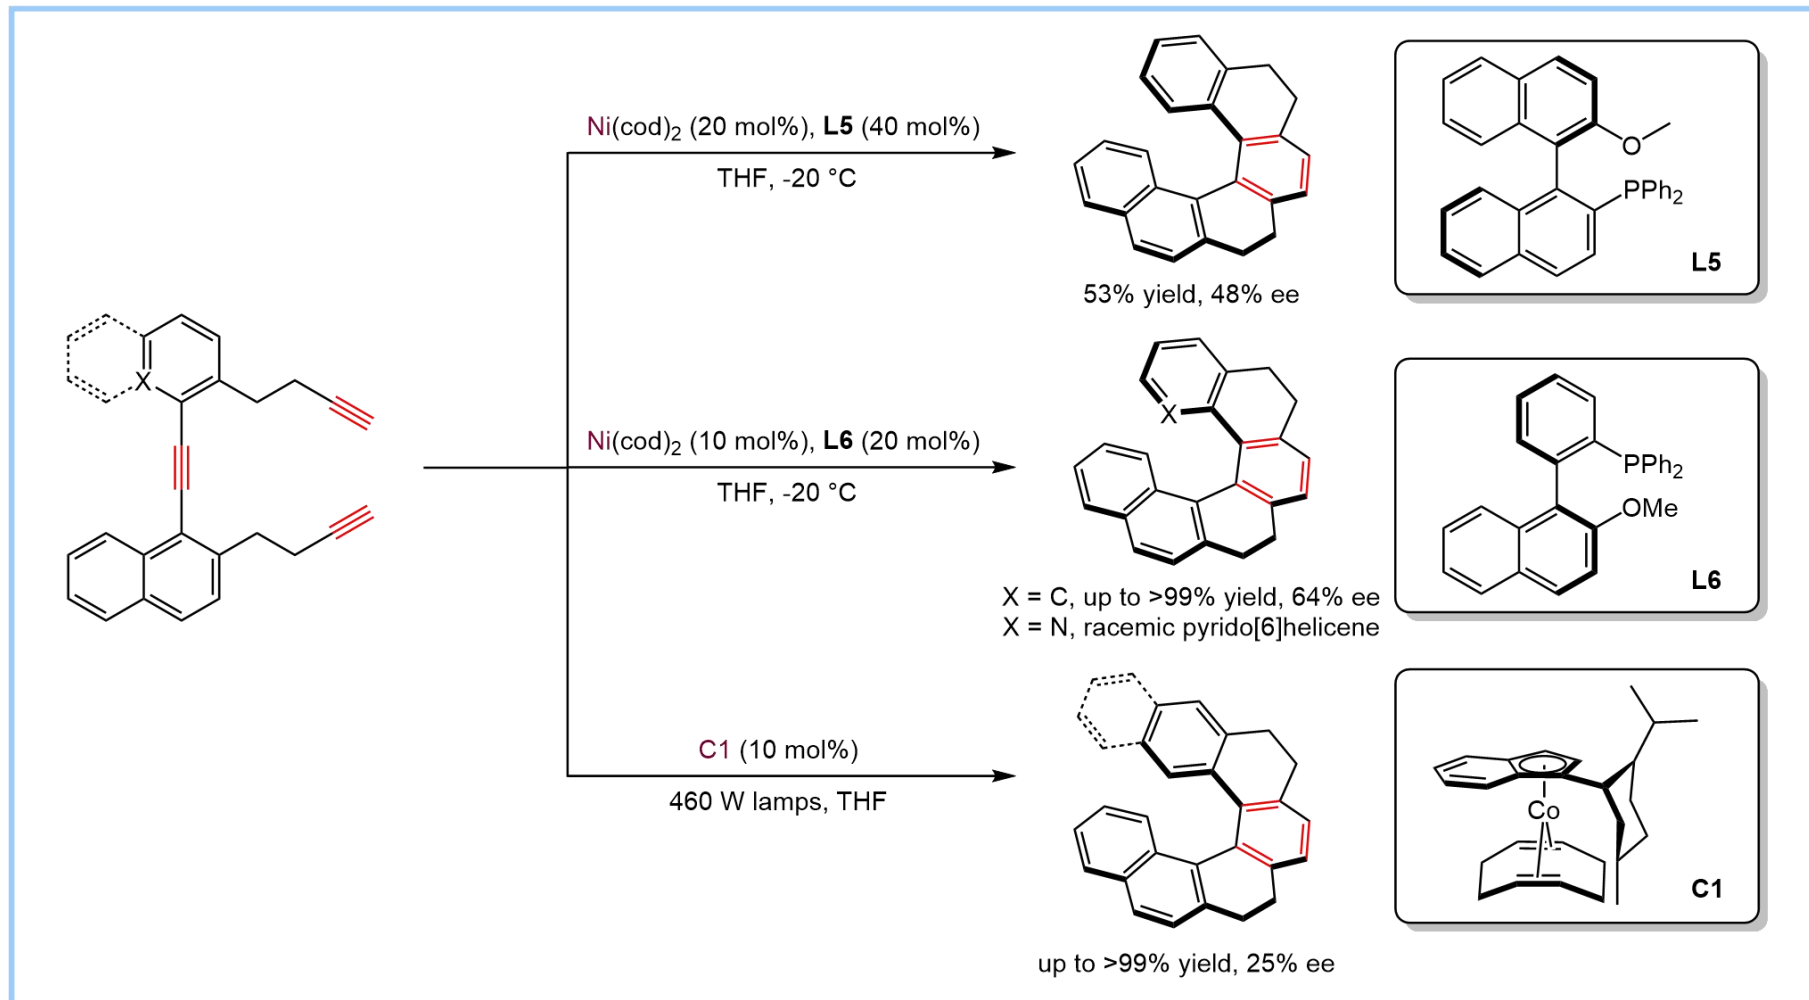 Ni(cod)2 (20 mol%), L5 (40 mol%)
THF, -20 °C
53% yield, 48% ee
O
PPh2
L5
X
Ni(cod)2 (10 mol%), L6 (20 mol%)
THF, -20 °C
X
X = C, up to >99% yield, 64% ee
X = N, racemic pyrido[6]helicene
PPh2
OMe
L6
C1 (10 mol%)
460 W lamps, THF
up to >99% yield, 25% ee
Co
C1